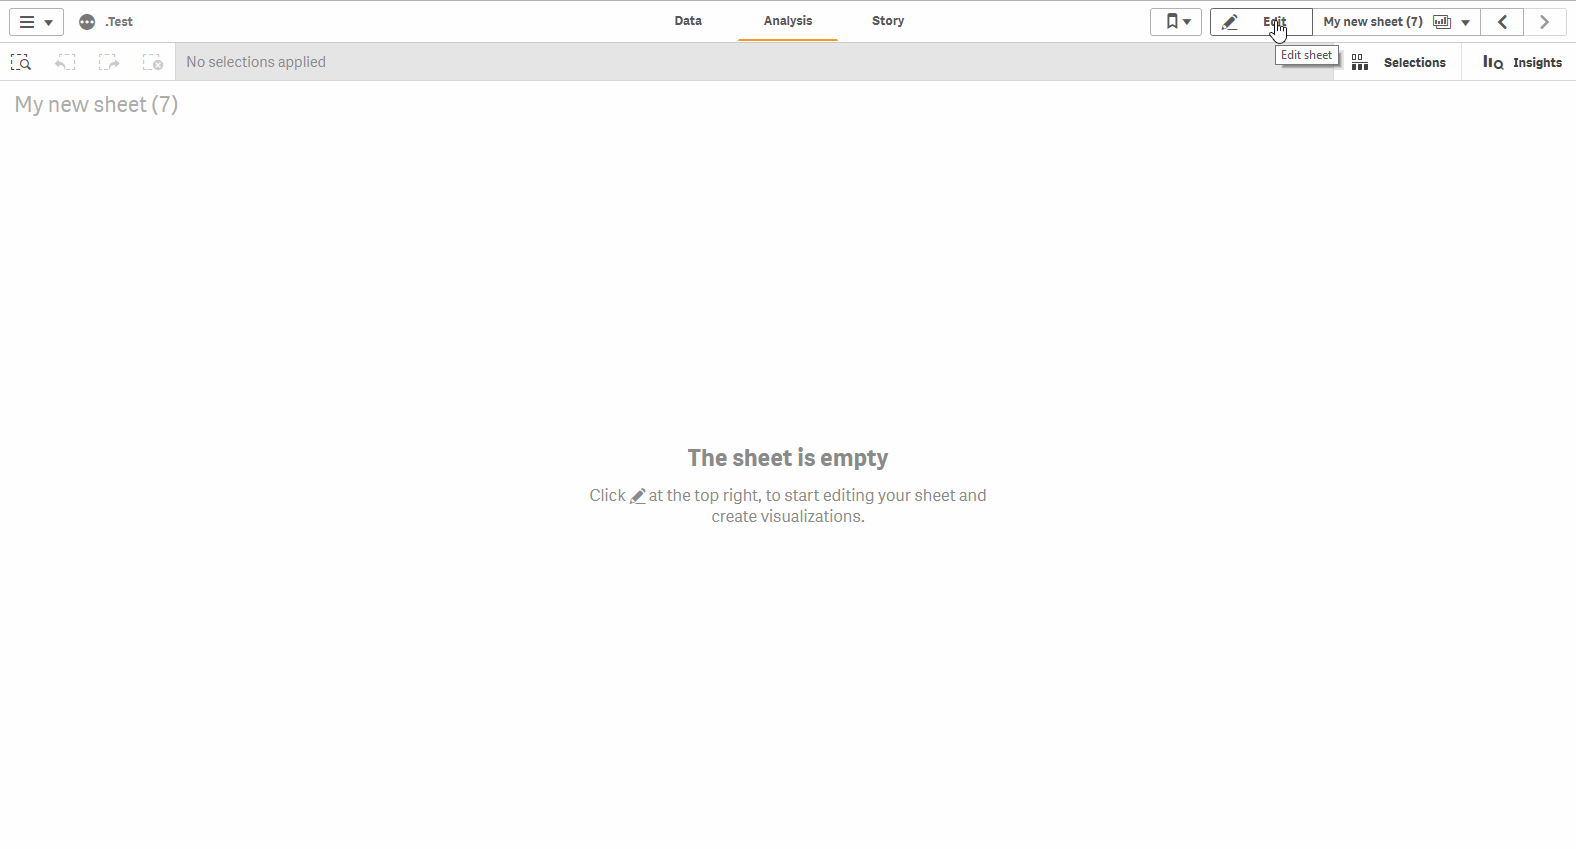 .Test
Data
Analysis
Story
Edit
My new sheet (7)
Edit sheet
No selections applied
Selections
Insights
My new sheet (7)
The sheet is empty
Click at the top right, to start editing your sheet and
create visualizations.